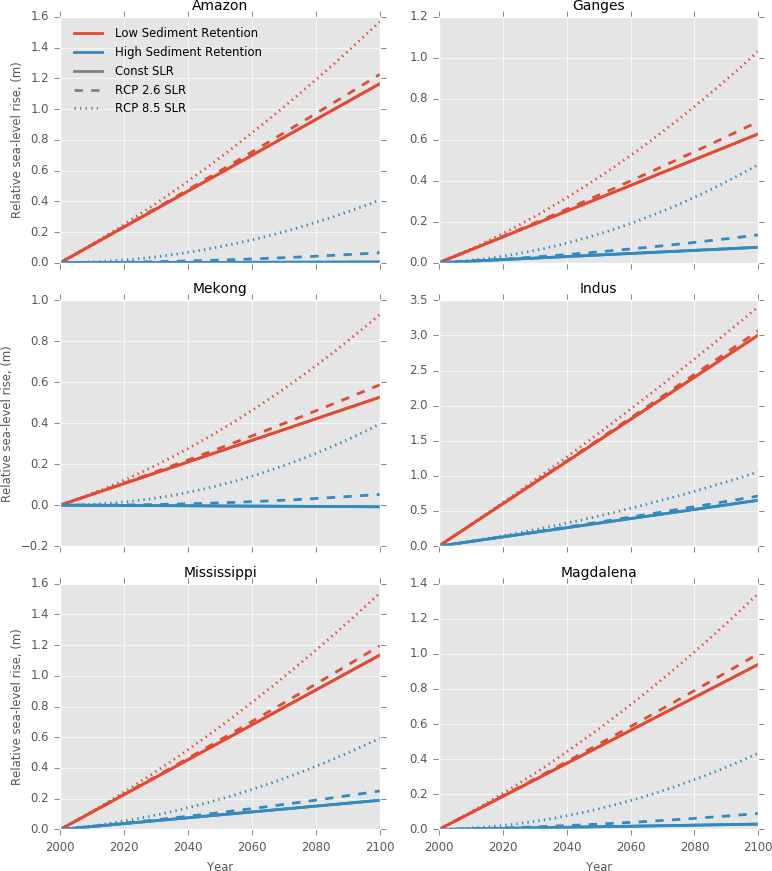 Amazon
1.6
1.4
1.2
1.0
0.8
0.6
0.4
0.2
0.0
Relative sea-level rise, (m)
Low Sediment Retention
High Sediment Retention
Const SLR
RCP 2.6 SLR
RCP 8.5 SLR
Ganges
1.2
1.0
0.8
0.6
0.4
0.2
0.0
Mekong
1.0
0.8
0.6
0.4
0.2
0.0
−0.2
Relative sea-level rise, (m)
Indus
3.5
3.0
2.5
2.0
1.5
1.0
0.5
0.0
Mississippi
1.6
1.4
1.2
1.0
0.8
0.6
0.4
0.2
0.0
Relative sea-level rise, (m)
2000 2020 2040 2060 2080 2100
Year
Magdalena
1.4
1.2
1.0
0.8
0.6
0.4
0.2
0.0
2000 2020 2040 2060 2080 2100
Year